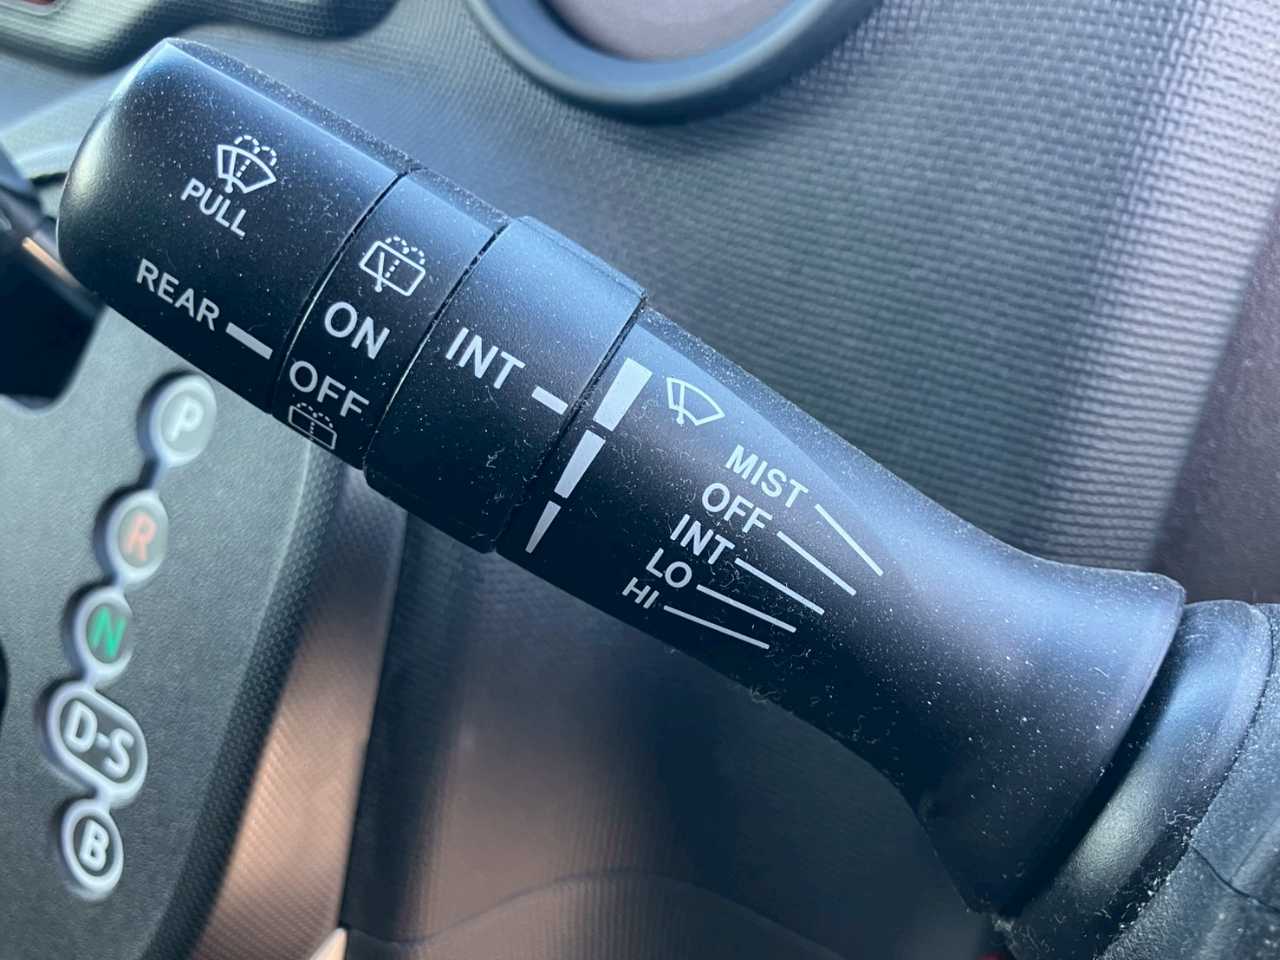 PULL
REAR
ON
OFF
INT
MIST
OFF
INT
LO
HI
P
R
N
D-S
B